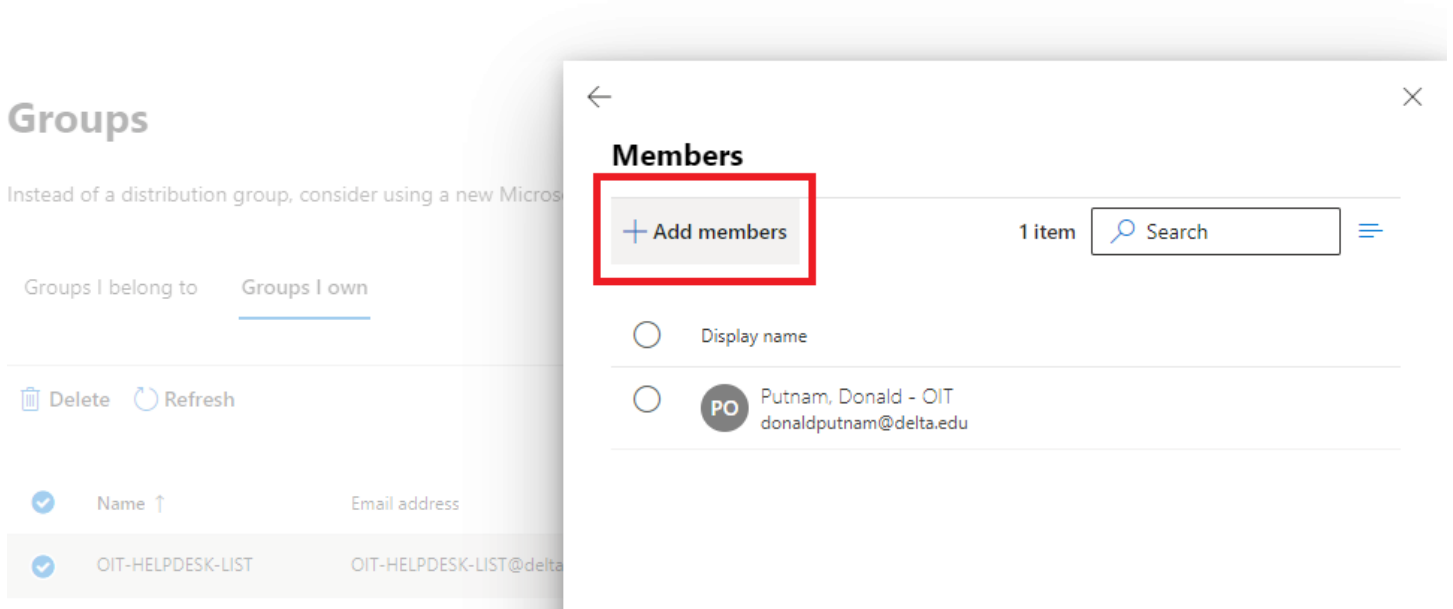 Groups
Instead of a distribution group, consider using a new Micros
Groups I belong to Groups I own
Delete Refresh
Name ↑ Email address
OIT-HELPDESK-LIST OIT-HELPDESK-LIST@delta
Members
+ Add members 1 item Search
Display name
PO Putnam, Donald - OIT
donaldputnam@delta.edu